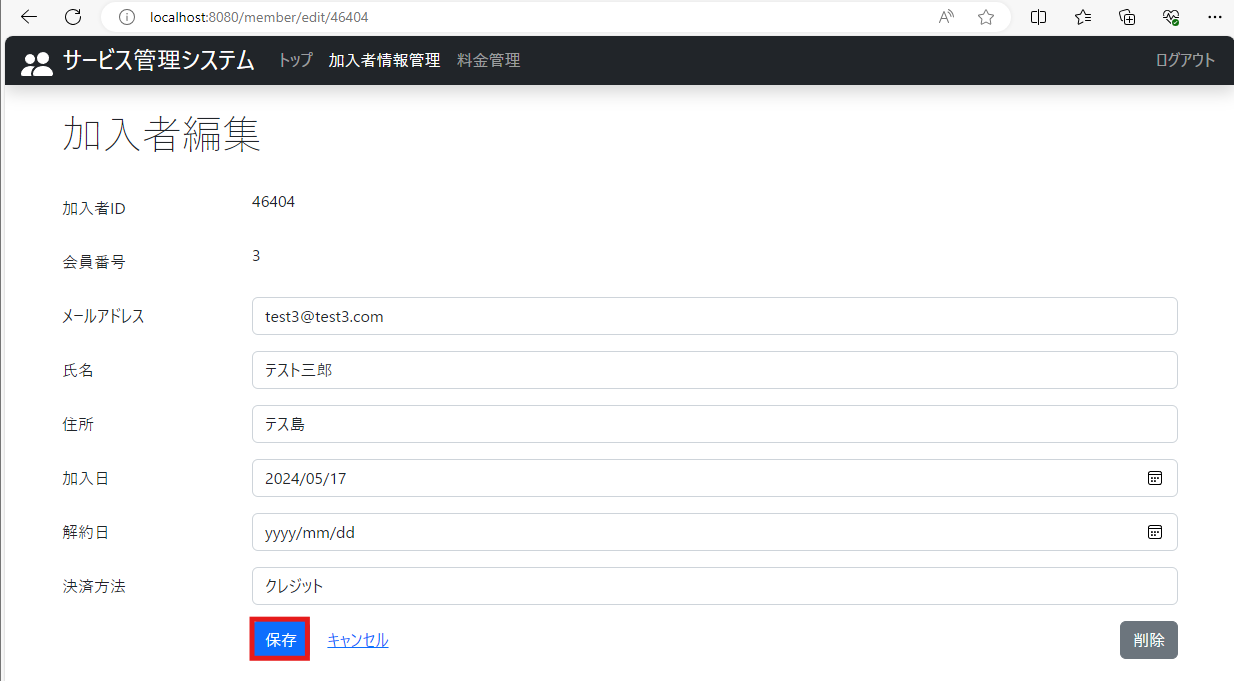 localhost:8080/member/edit/46404
サービス管理システム トップ 加入者情報管理 料金管理 ログアウト
加入者編集
加入者ID 46404
会員番号 3
メールアドレス test3@test3.com
氏名 テスト三郎
住所 テス島
加入日 2024/05/17
解約日 yyyy/mm/dd
決済方法 クレジット
保存 キャンセル 削除